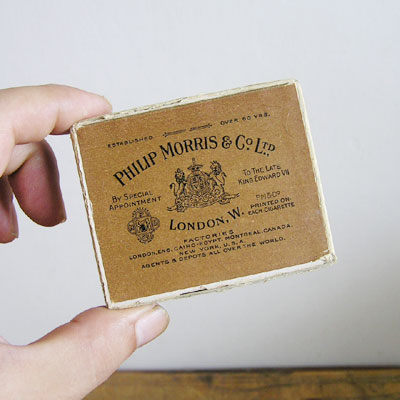 ESTABLISHED OVER 60 YRS.
PHILIP MORRIS & CO LTD.
BY SPECIAL APPOINTMENT
TO THE LATE KING EDWARD VII
LONDON, W.
P.M&CO PRINTED ON EACH CIGARETTE
FACTORIES
LONDON, ENG. CAIRO, EGYPT. MONTREAL, CANADA.
NEW YORK, U.S.A.
AGENTS & DEPOTS ALL OVER THE WORLD.